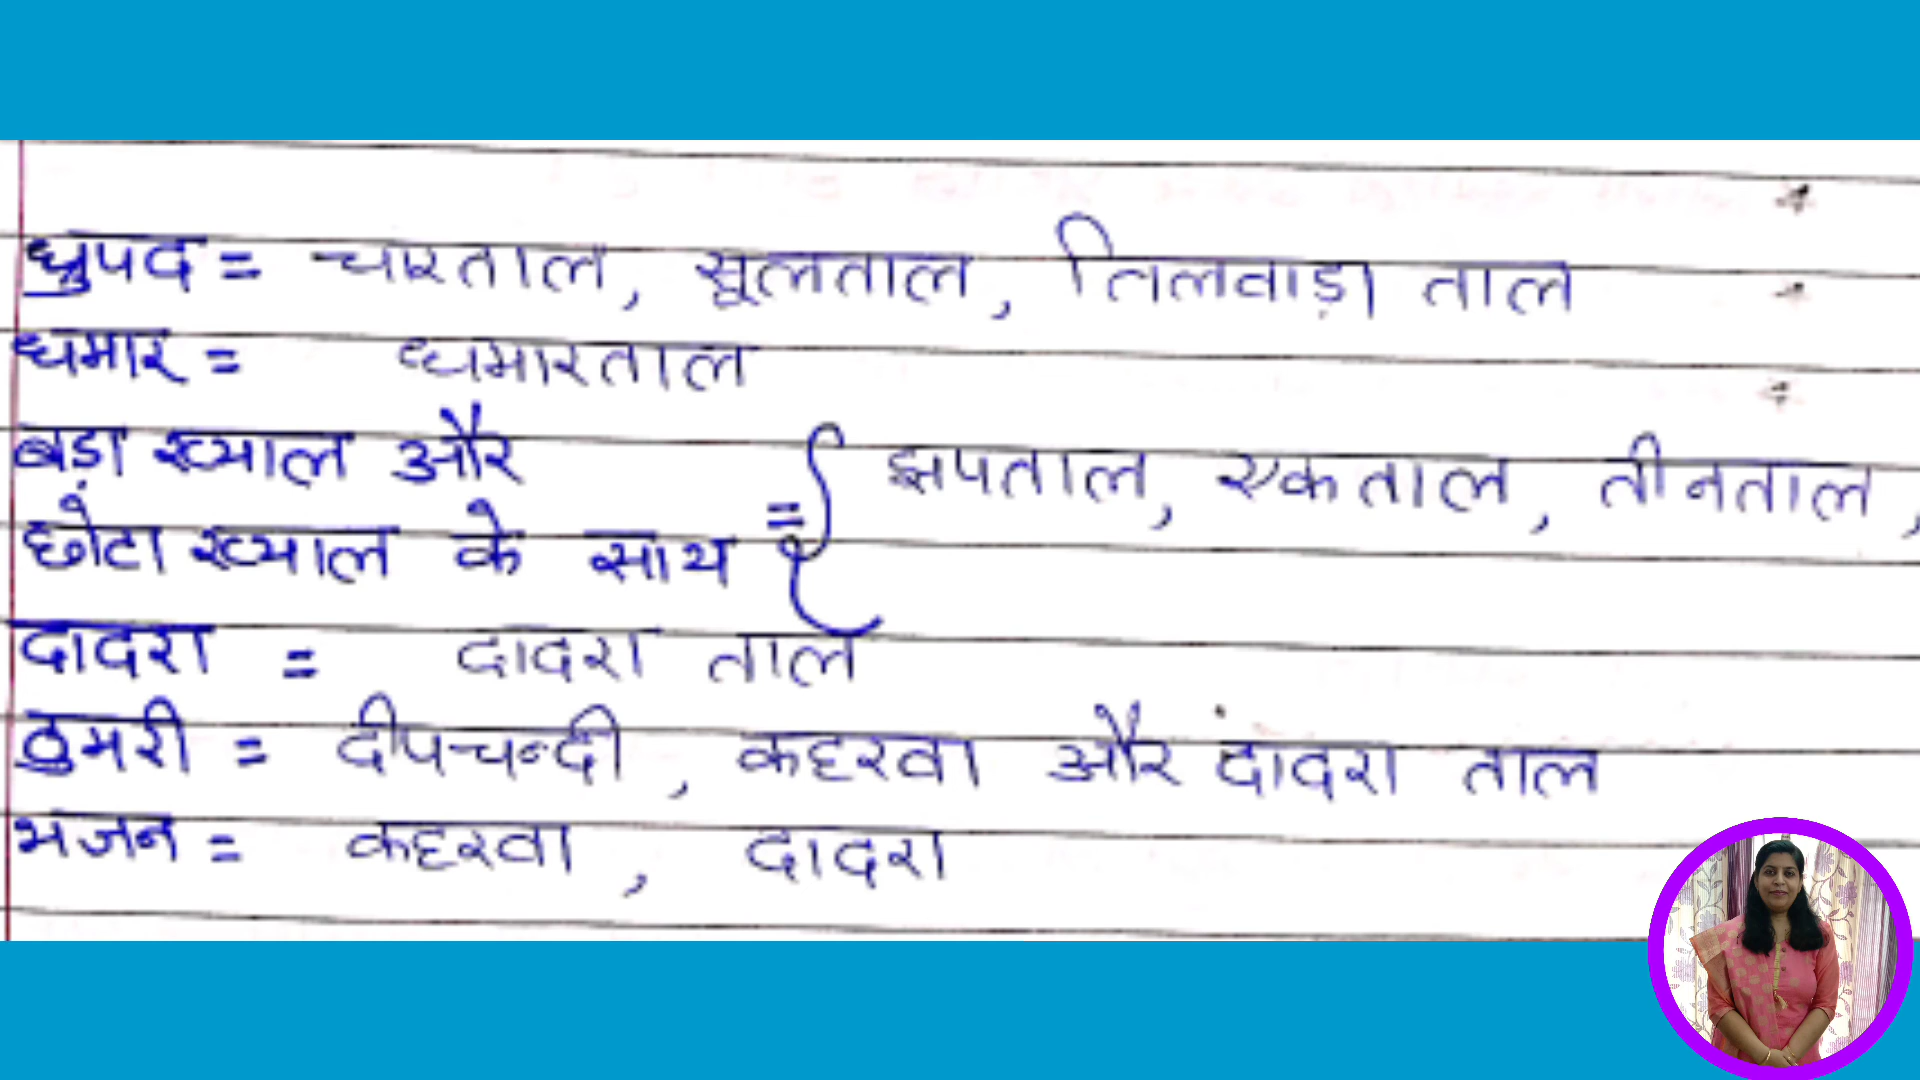 ध्रुपद = चारताल, सूलताल, तिलवाड़ा ताल
धमार = धमारताल
बड़ा ख्याल और
छोटा ख्याल के साथ = { झपताल, एकताल, तीनताल,
दादरा = दादरा ताल
ठुमरी = दीपचन्दी, कहरवा और दादरा ताल
भजन = कहरवा, दादरा